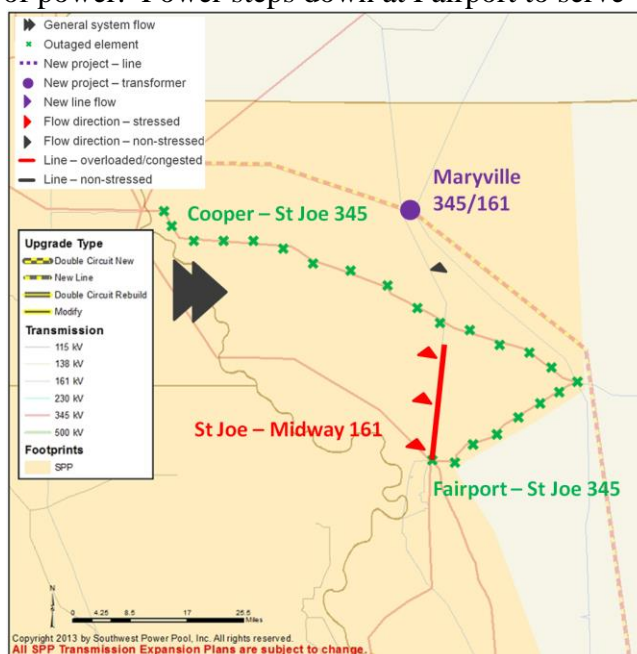 of power. Power steps down at Fairport to serve
General system flow
Outaged element
New project – line
New project – transformer
New line flow
Flow direction – stressed
Flow direction – non-stressed
Line – overloaded/congested
Line – non-stressed
Maryville
345/161
Cooper – St Joe 345
Upgrade Type
Double Circuit New
New Line
Double Circuit Rebuild
Modify
Transmission
115 kV
138 kV
161 kV
230 kV
345 kV
500 kV
Footprints
SPP
St Joe – Midway 161
Fairport – St Joe 345
N
0 4.25 8.5 17 25.5
Miles
Copyright 2013 by Southwest Power Pool, Inc. All rights reserved.
All SPP Transmission Expansion Plans are subject to change.